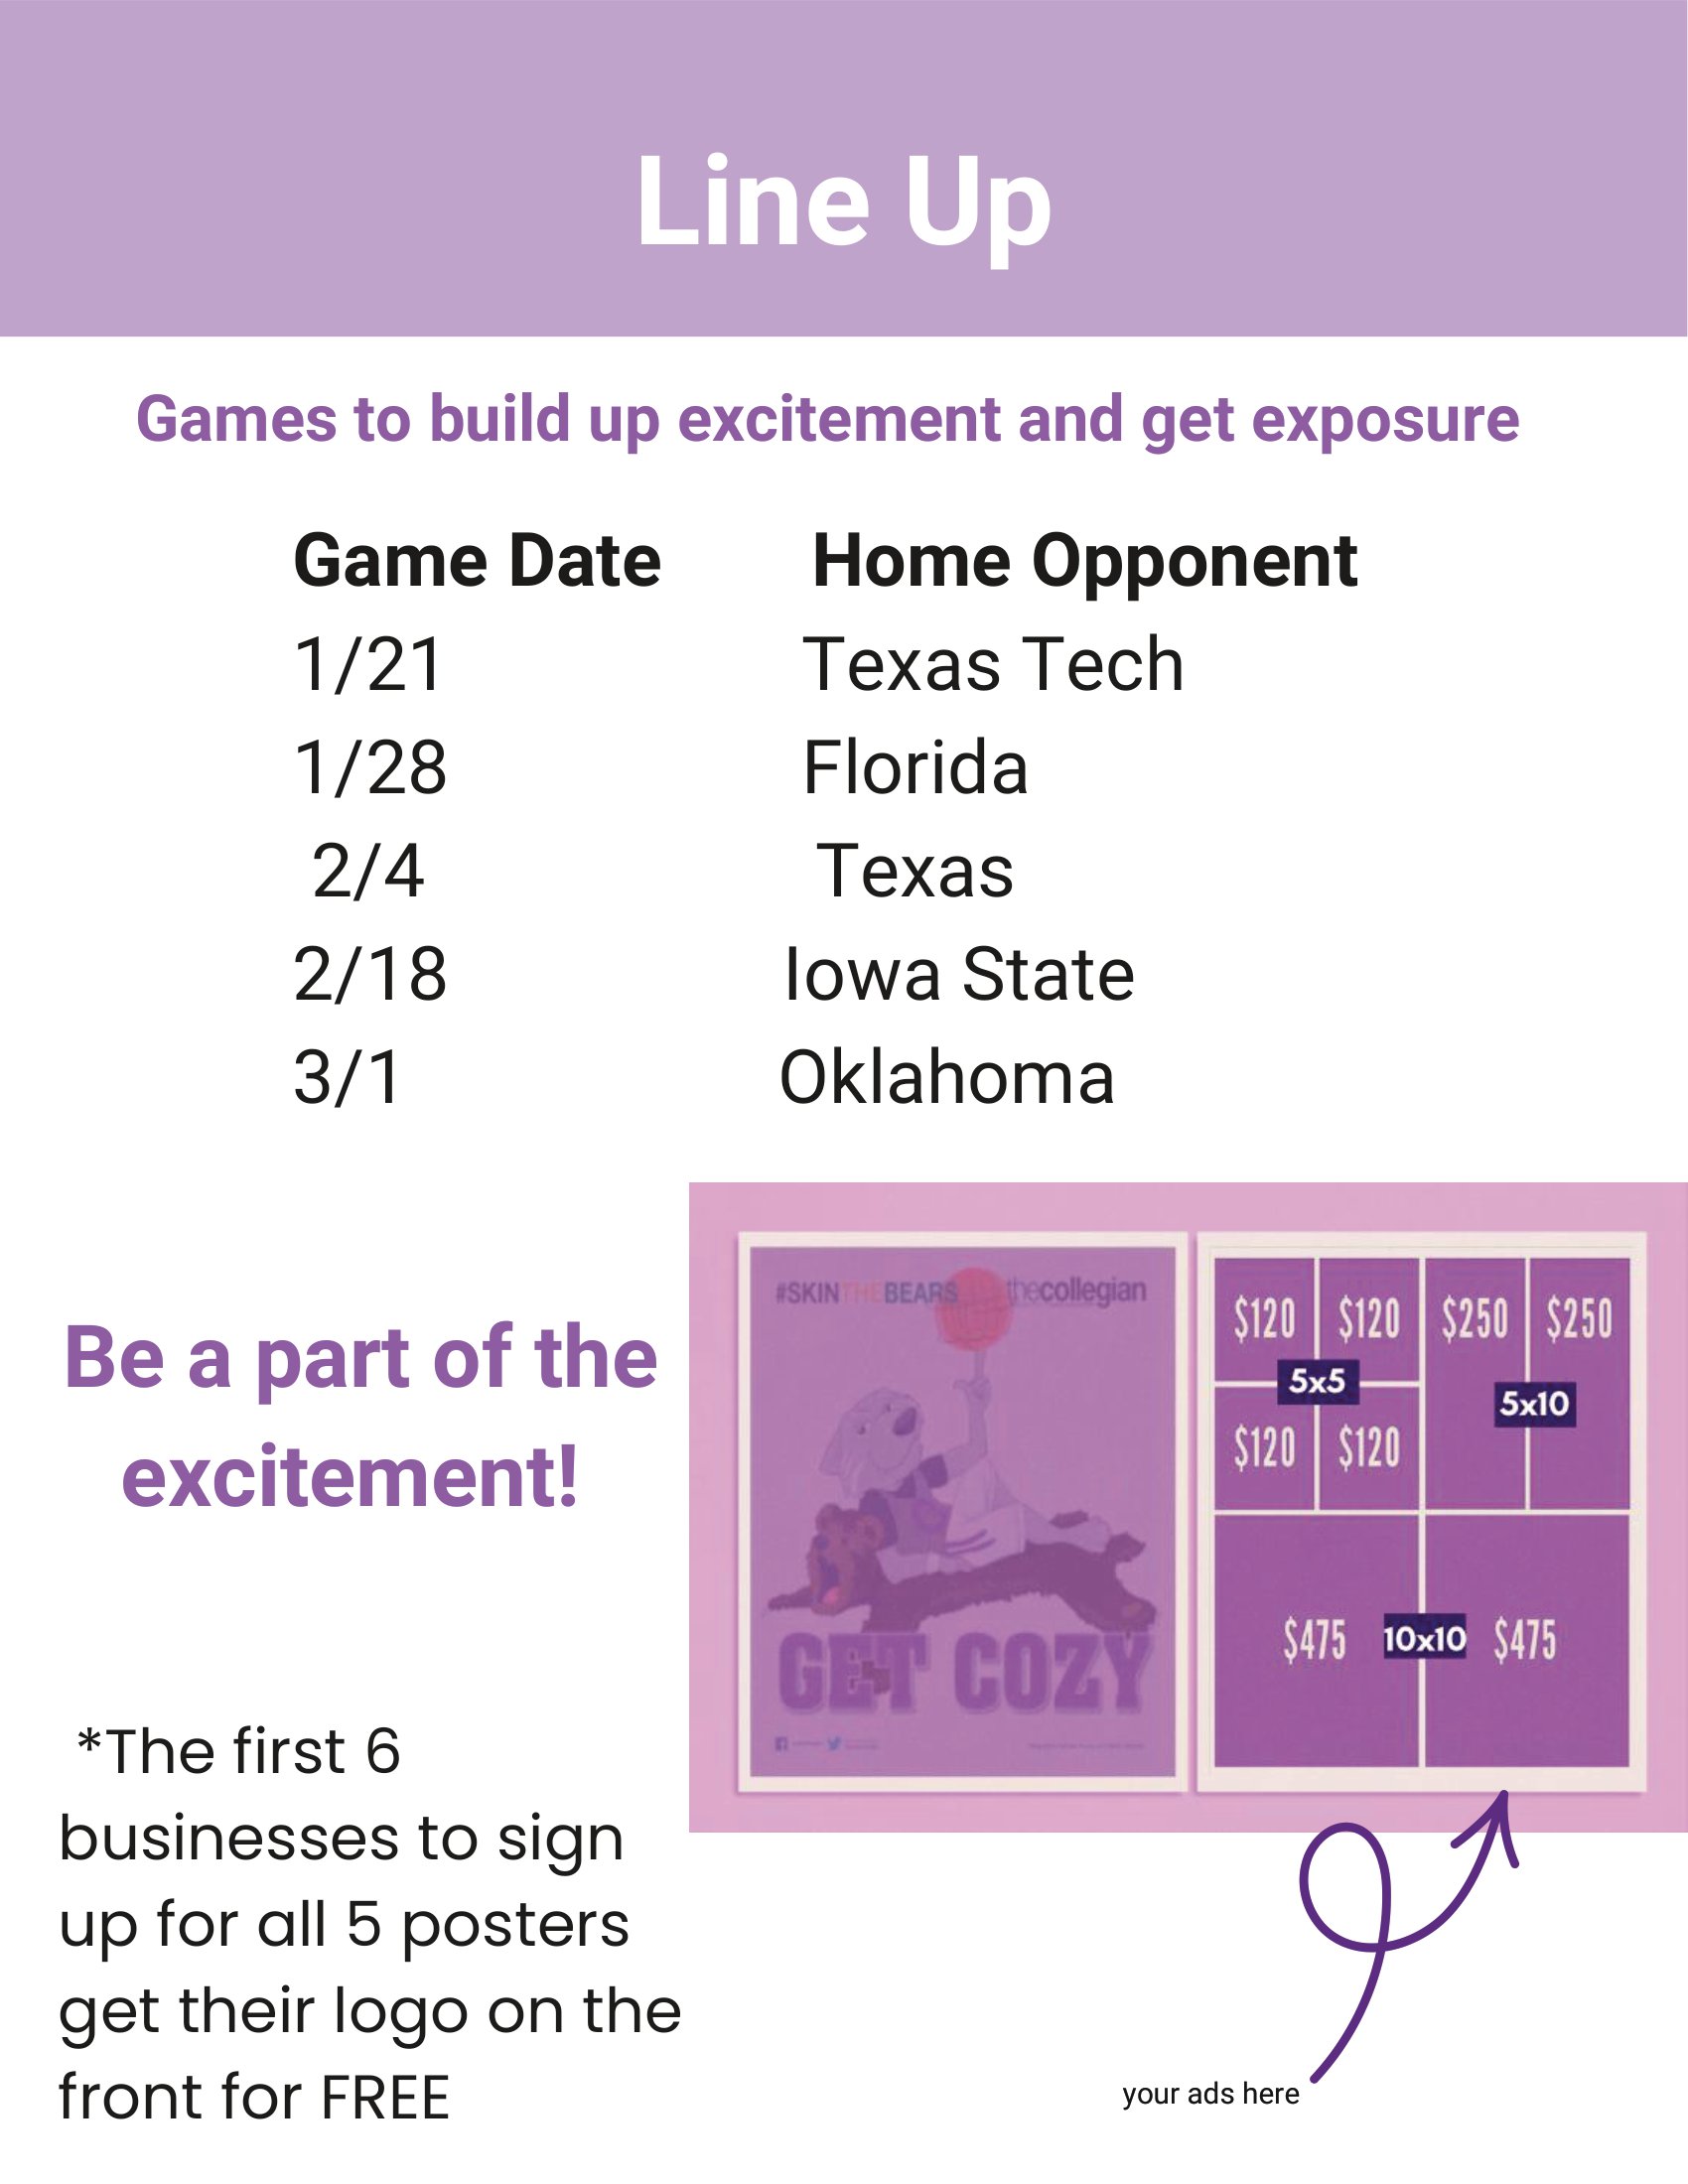 Line Up
Games to build up excitement and get exposure
Game Date Home Opponent
1/21 Texas Tech
1/28 Florida
2/4 Texas
2/18 Iowa State
3/1 Oklahoma
Be a part of the
excitement!
*The first 6
businesses to sign
up for all 5 posters
get their logo on the
front for FREE
#SKINTHEBEARS thecollegian
GET COZY
$120 $120 $250 $250
5x5
5x10
$120 $120
$475 10x10 $475
your ads here